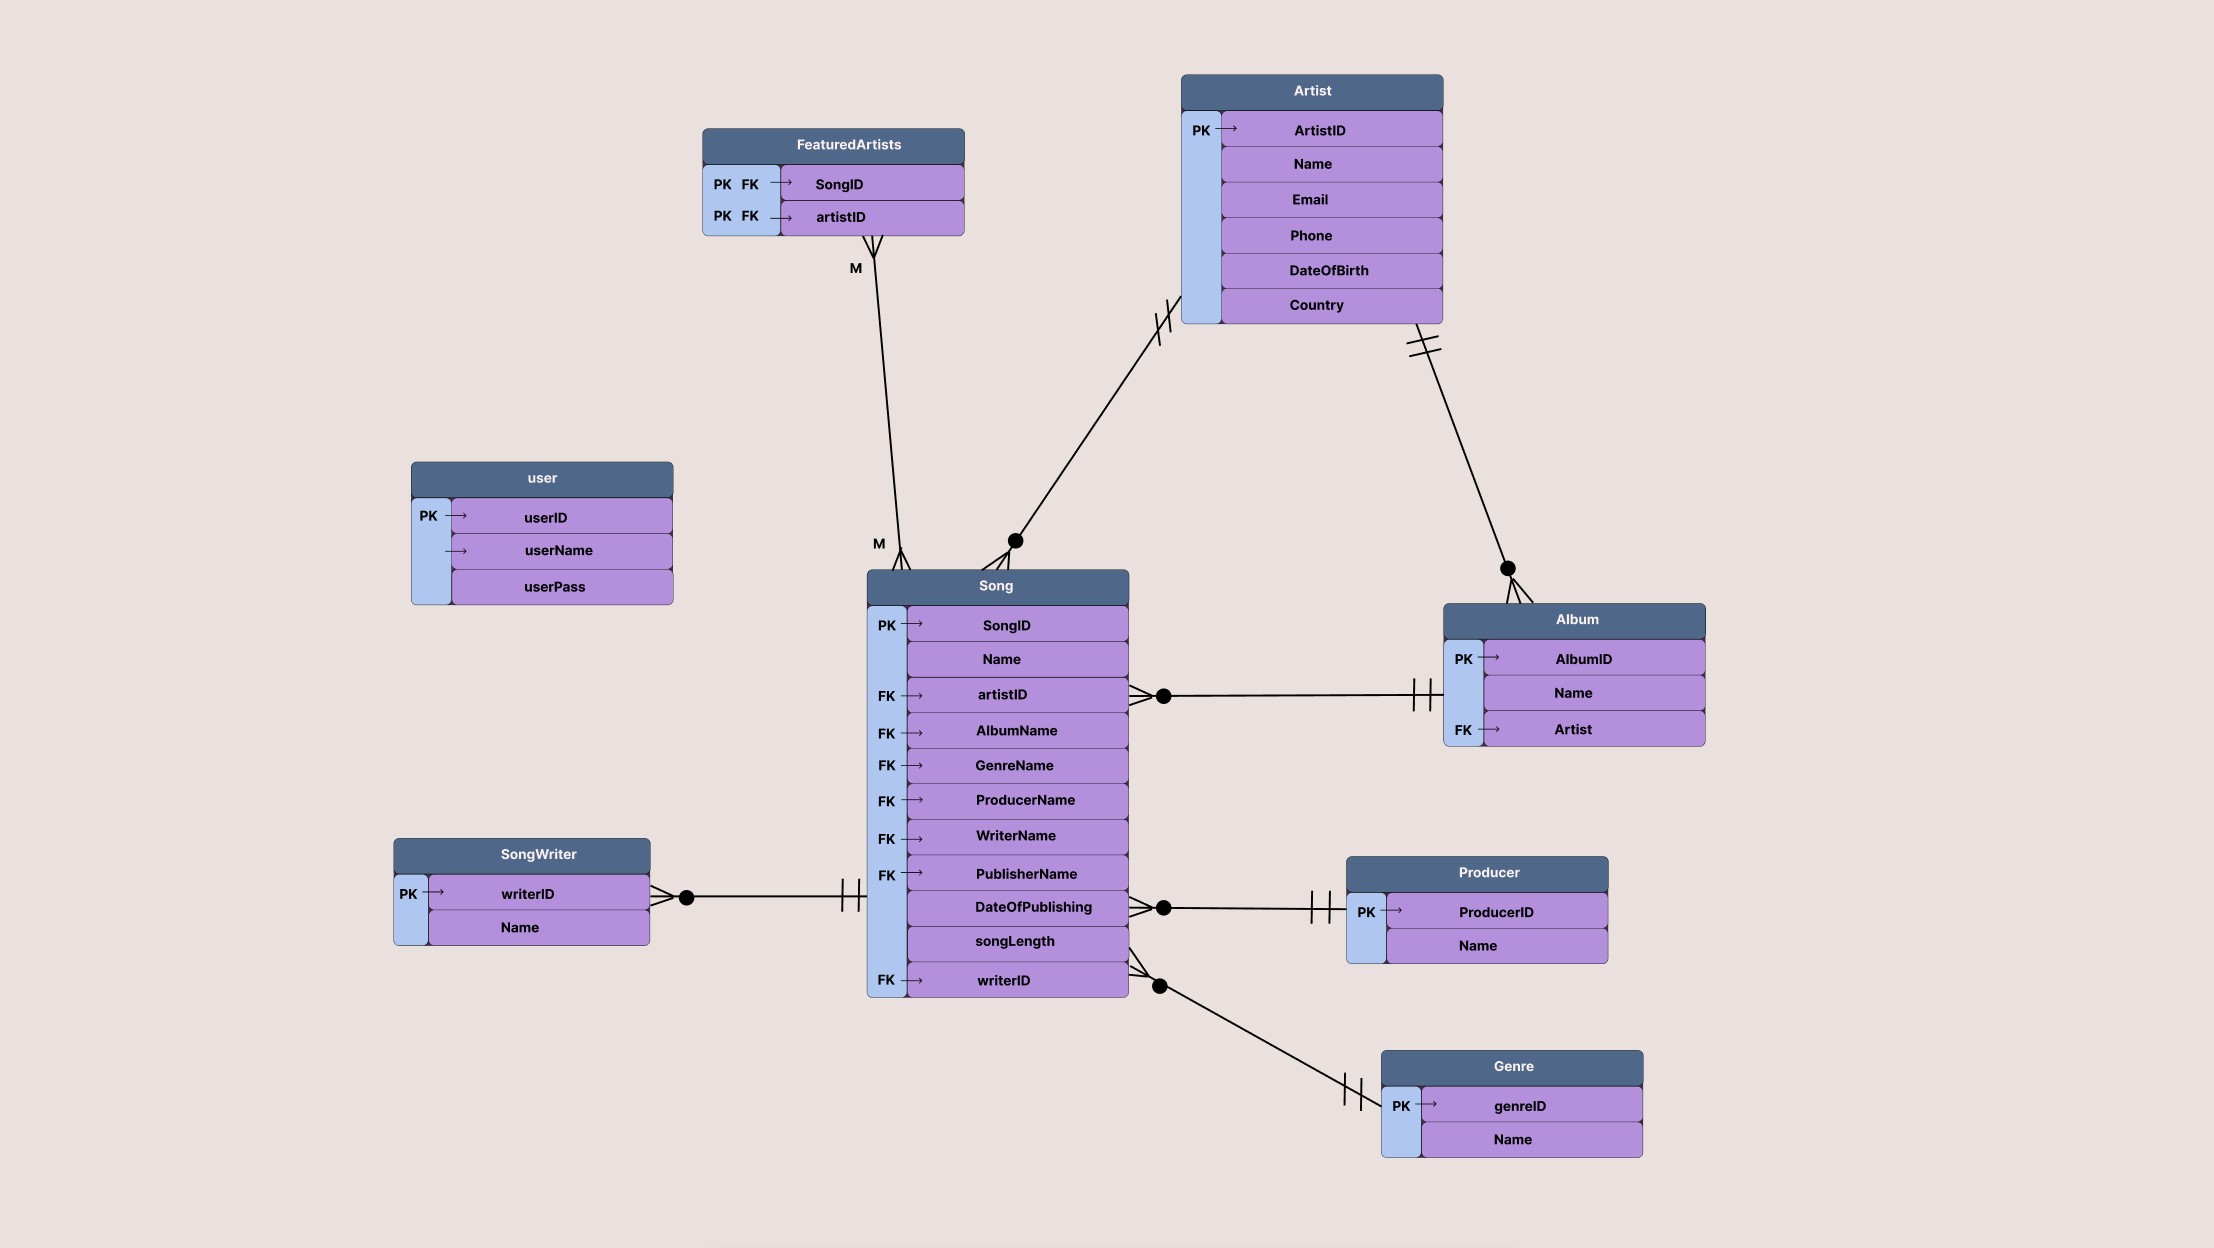 Artist
PK ArtistID
Name
Email
Phone
DateOfBirth
Country
FeaturedArtists
PK FK SongID
PK FK artistID
M
M
user
PK userID
userName
userPass
Song
PK SongID
Name
FK artistID
FK AlbumName
FK GenreName
FK ProducerName
FK WriterName
FK PublisherName
DateOfPublishing
songLength
FK writerID
Album
PK AlbumID
Name
FK Artist
SongWriter
PK writerID
Name
Producer
PK ProducerID
Name
Genre
PK genreID
Name